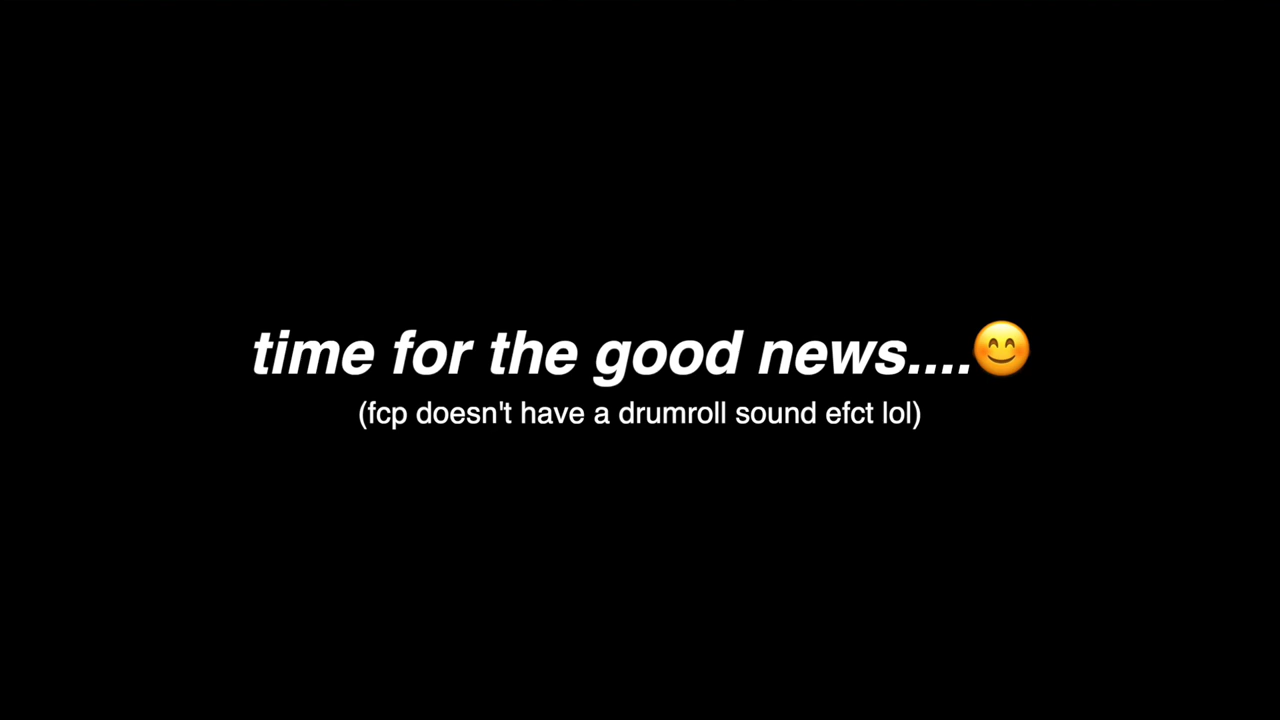 time for the good news....😊
(fcp doesn't have a drumroll sound efct lol)